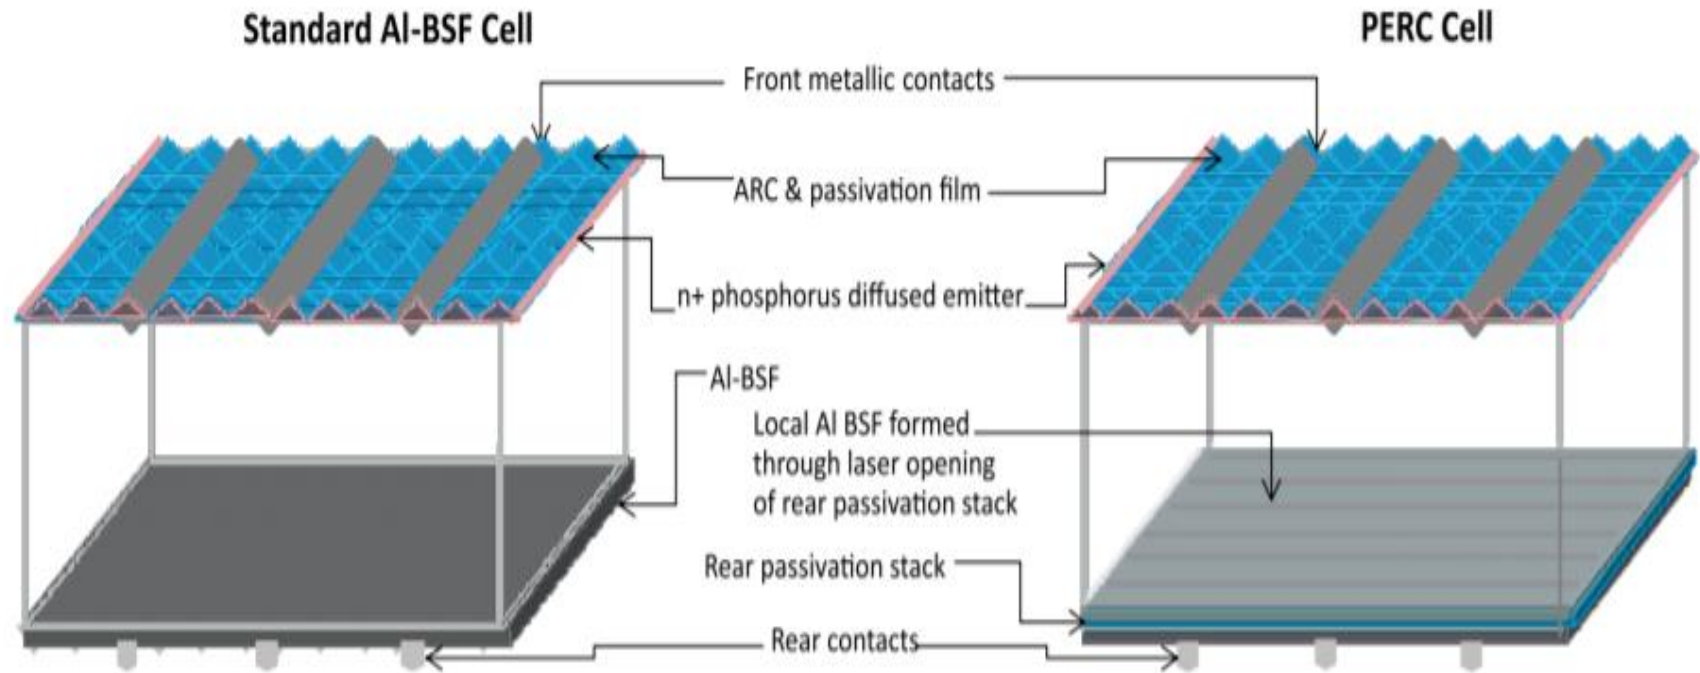 Standard Al-BSF Cell
PERC Cell
Front metallic contacts
ARC & passivation film
n+ phosphorus diffused emitter
Al-BSF
Local Al BSF formed
through laser opening
of rear passivation stack
Rear passivation stack
Rear contacts